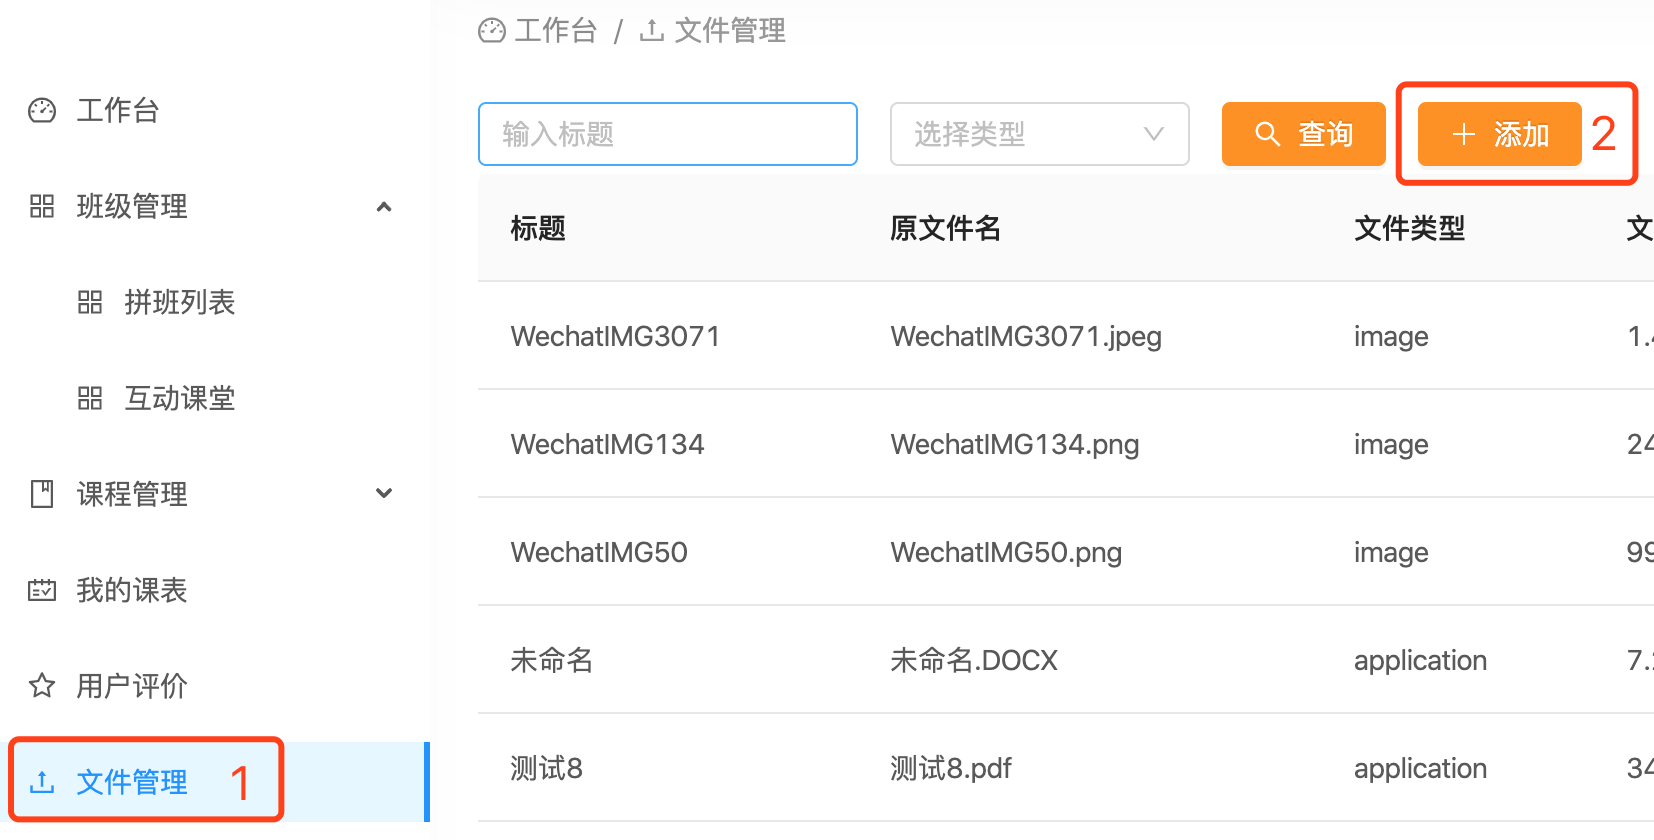 工作台 / 文件管理
工作台
班级管理
拼班列表
互动课堂
课程管理
我的课表
用户评价
文件管理 1
输入标题 选择类型 查询 添加 2
标题 原文件名 文件类型 文
WechatIMG3071 WechatIMG3071.jpeg image 1.4
WechatIMG134 WechatIMG134.png image 24
WechatIMG50 WechatIMG50.png image 99
未命名 未命名.DOCX application 7.2
测试8 测试8.pdf application 34